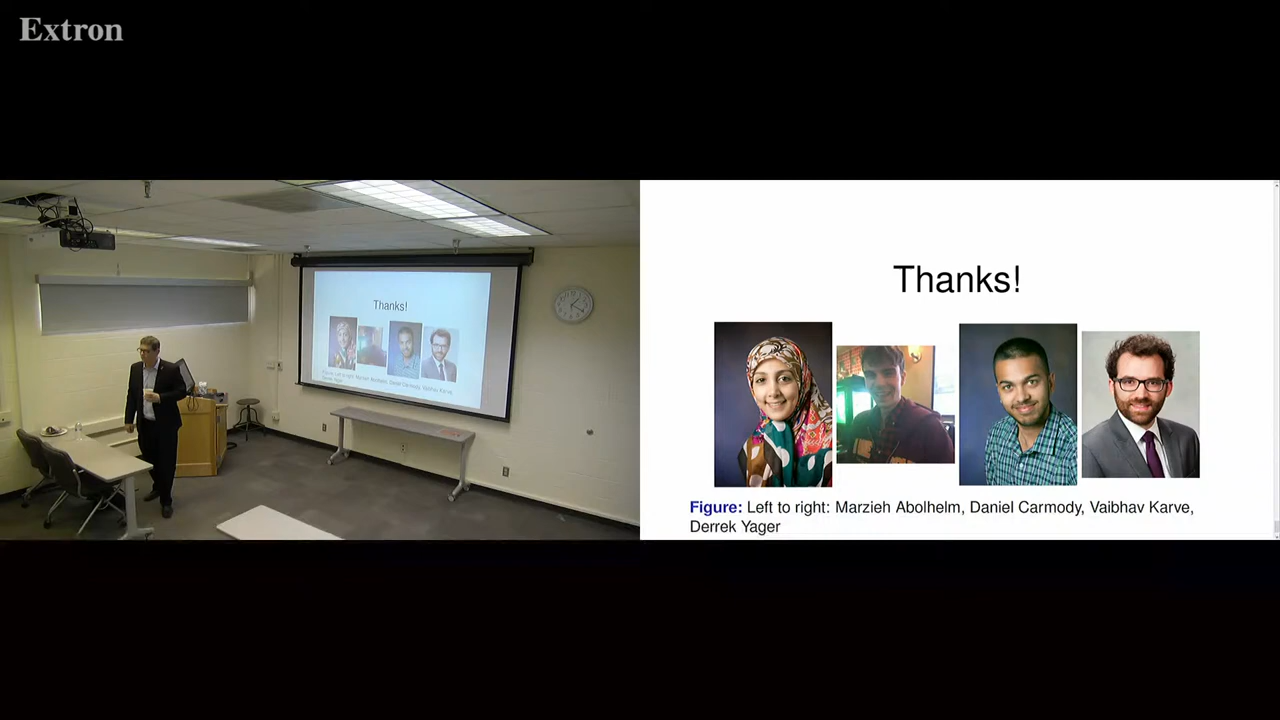 Extron
Thanks!
Thanks!
Figure: Left to right: Marzieh Abolhelm, Daniel Carmody, Vaibhav Karve,
Derrek Yager